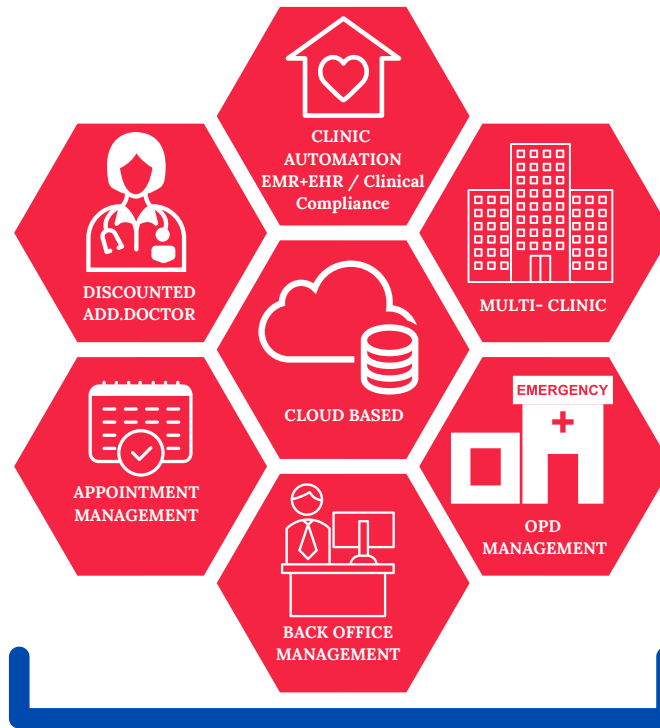 CLINIC
AUTOMATION
EMR+EHR / Clinical
Compliance
DISCOUNTED
ADD.DOCTOR
MULTI- CLINIC
CLOUD BASED
EMERGENCY
APPOINTMENT
MANAGEMENT
OPD
MANAGEMENT
BACK OFFICE
MANAGEMENT